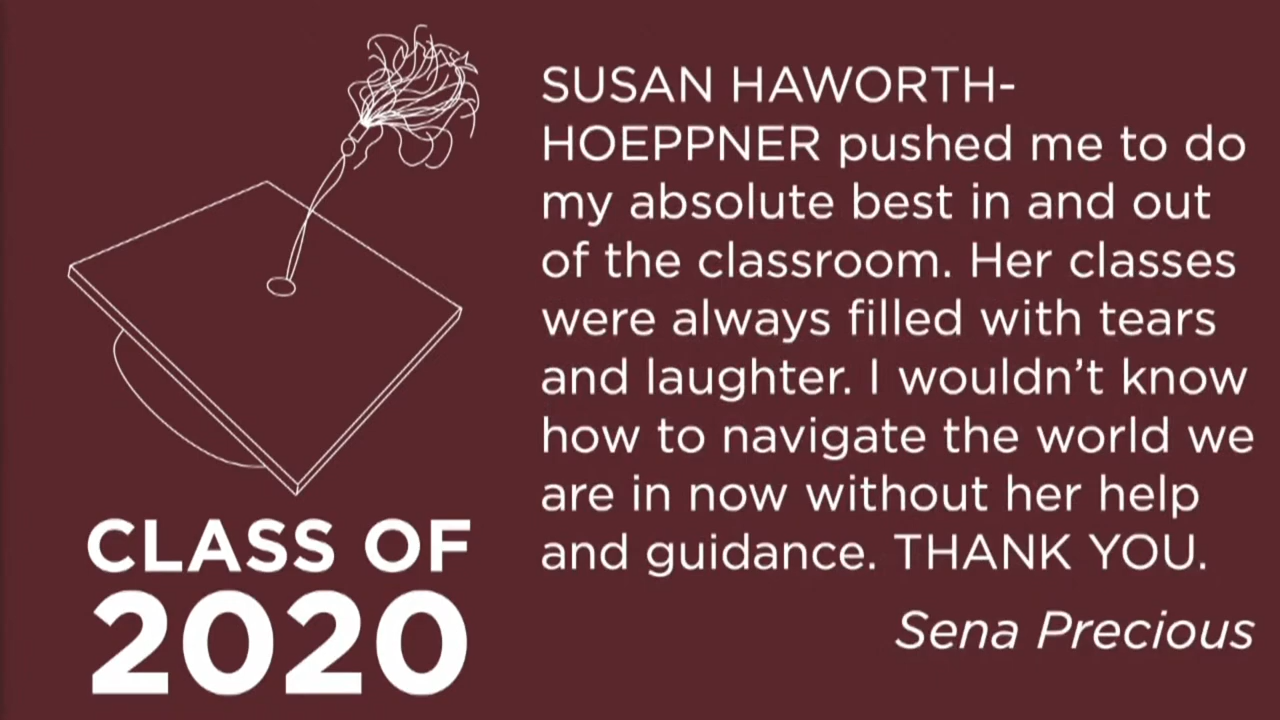 SUSAN HAWORTH-
HOEPPNER pushed me to do
my absolute best in and out
of the classroom. Her classes
were always filled with tears
and laughter. I wouldn’t know
how to navigate the world we
are in now without her help
and guidance. THANK YOU.
Sena Precious
CLASS OF
2020